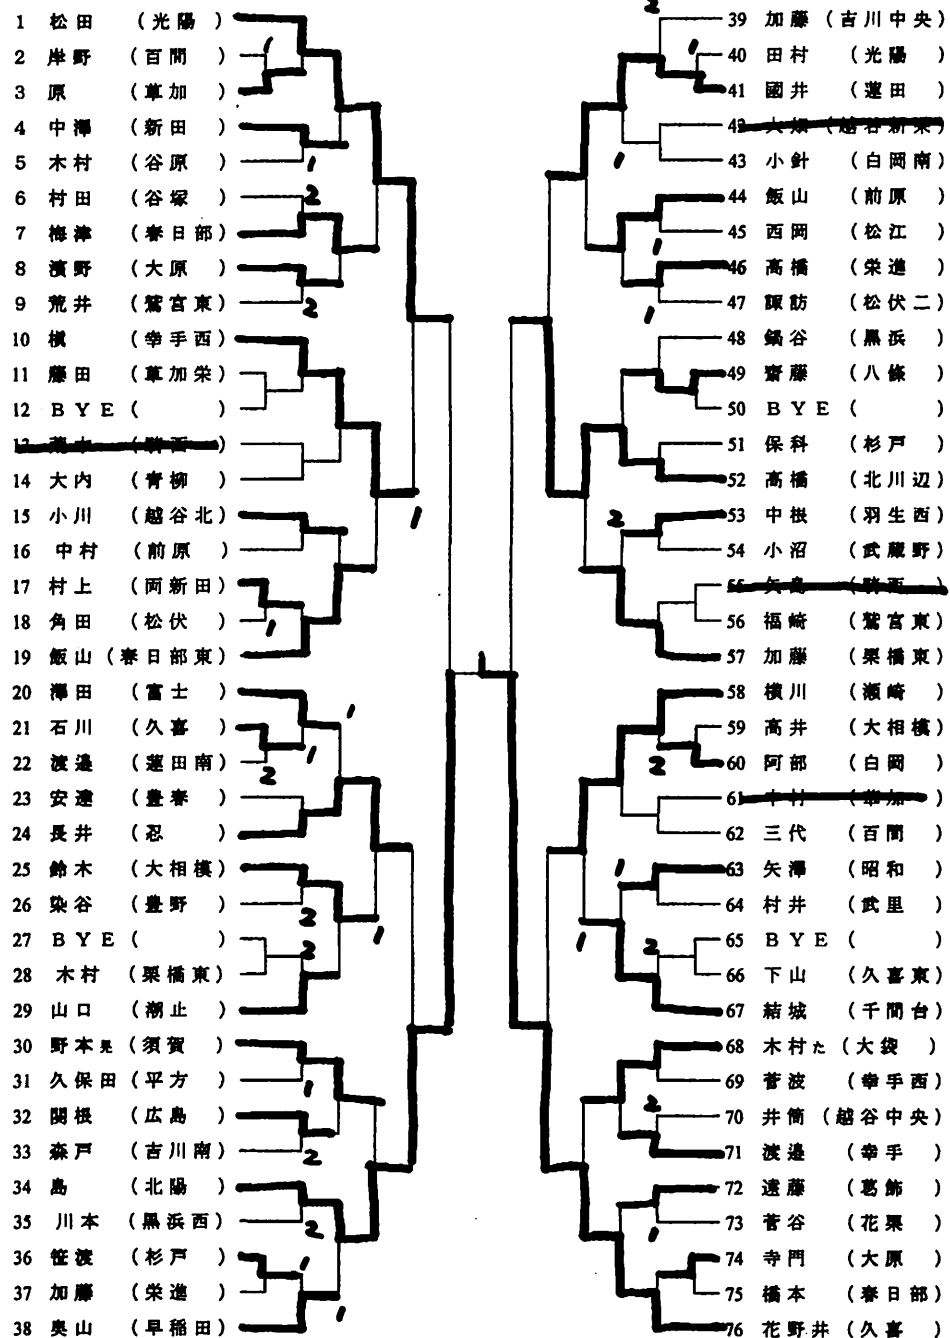 1 松田 (光陽)
2 岸野 (百間)
3 原 (草加)
4 中澤 (新田)
5 木村 (谷原)
6 村田 (谷塚)
7 梅津 (春日部)
8 濱野 (大原)
9 荒井 (鷲宮東)
10 槇 (幸手西)
11 藤田 (草加栄)
12 BYE ( )
13
14 大内 (青柳)
15 小川 (越谷北)
16 中村 (前原)
17 村上 (両新田)
18 角田 (松伏)
19 飯山 (春日部東)
20 澤田 (富士)
21 石川 (久喜)
22 渡邉 (蓮田南)
23 安達 (豊春)
24 長井 (忍)
25 鈴木 (大相模)
26 染谷 (豊野)
27 BYE ( )
28 木村 (栗橋東)
29 山口 (潮止)
30 野本晃 (須賀)
31 久保田 (平方)
32 関根 (広島)
33 森戸 (吉川南)
34 島 (北陽)
35 川本 (黒浜西)
36 笹渡 (杉戸)
37 加藤 (栄進)
38 奥山 (早稲田)
39 加藤 (吉川中央)
40 田村 (光陽)
41 國井 (蓮田)
42 (越谷新栄)
43 小針 (白岡南)
44 飯山 (前原)
45 西岡 (松江)
46 高橋 (栄進)
47 諏訪 (松伏二)
48 鍋谷 (黒浜)
49 齋藤 (八條)
50 BYE ( )
51 保科 (杉戸)
52 高橋 (北川辺)
53 中根 (羽生西)
54 小沼 (武蔵野)
55
56 福崎 (鷲宮東)
57 加藤 (栗橋東)
58 横川 (瀬崎)
59 高井 (大相模)
60 阿部 (白岡)
61 中村 (草加)
62 三代 (百間)
63 矢澤 (昭和)
64 村井 (武里)
65 BYE ( )
66 下山 (久喜東)
67 結城 (千間台)
68 木村た (大袋)
69 菅波 (幸手西)
70 井筒 (越谷中央)
71 渡邉 (幸手)
72 遠藤 (葛飾)
73 菅谷 (花栗)
74 寺門 (大原)
75 橋本 (春日部)
76 花野井 (久喜)